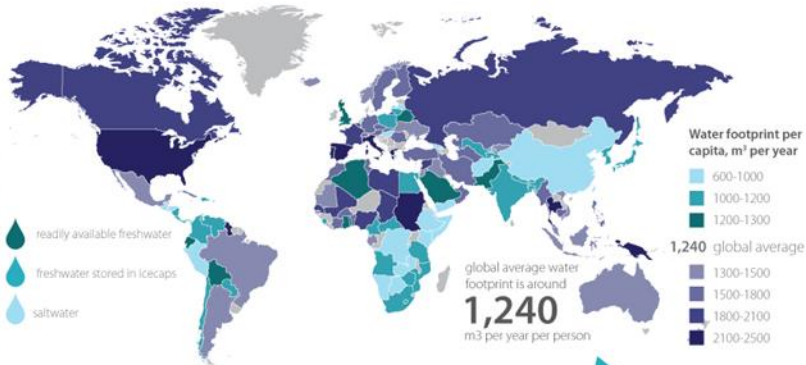 Water footprint per
capita, m³ per year
600-1000
1000-1200
1200-1300
1,240 global average
1300-1500
1500-1800
1800-2100
2100-2500
readily available freshwater
freshwater stored in icecaps
saltwater
global average water
footprint is around
1,240
m3 per year per person